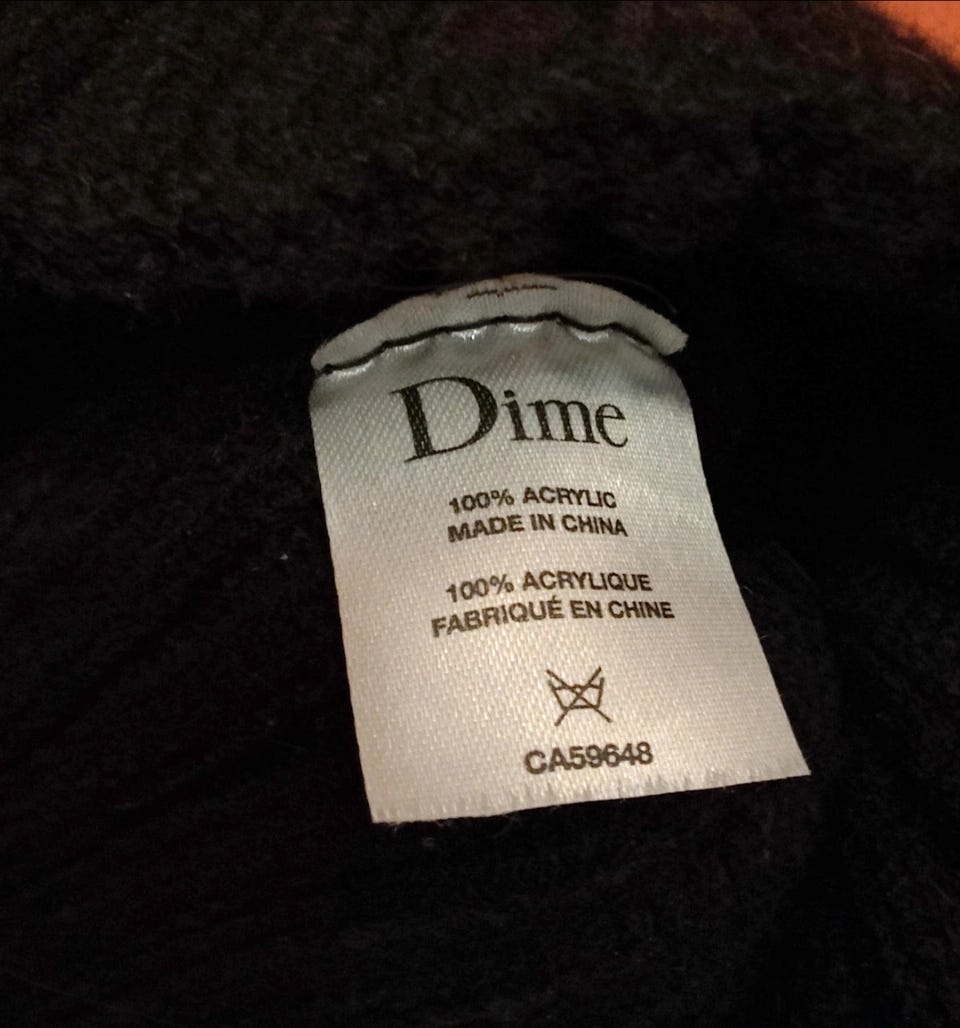 Dime
100% ACRYLIC
MADE IN CHINA
100% ACRYLIQUE
FABRIQUÉ EN CHINE
CA59648